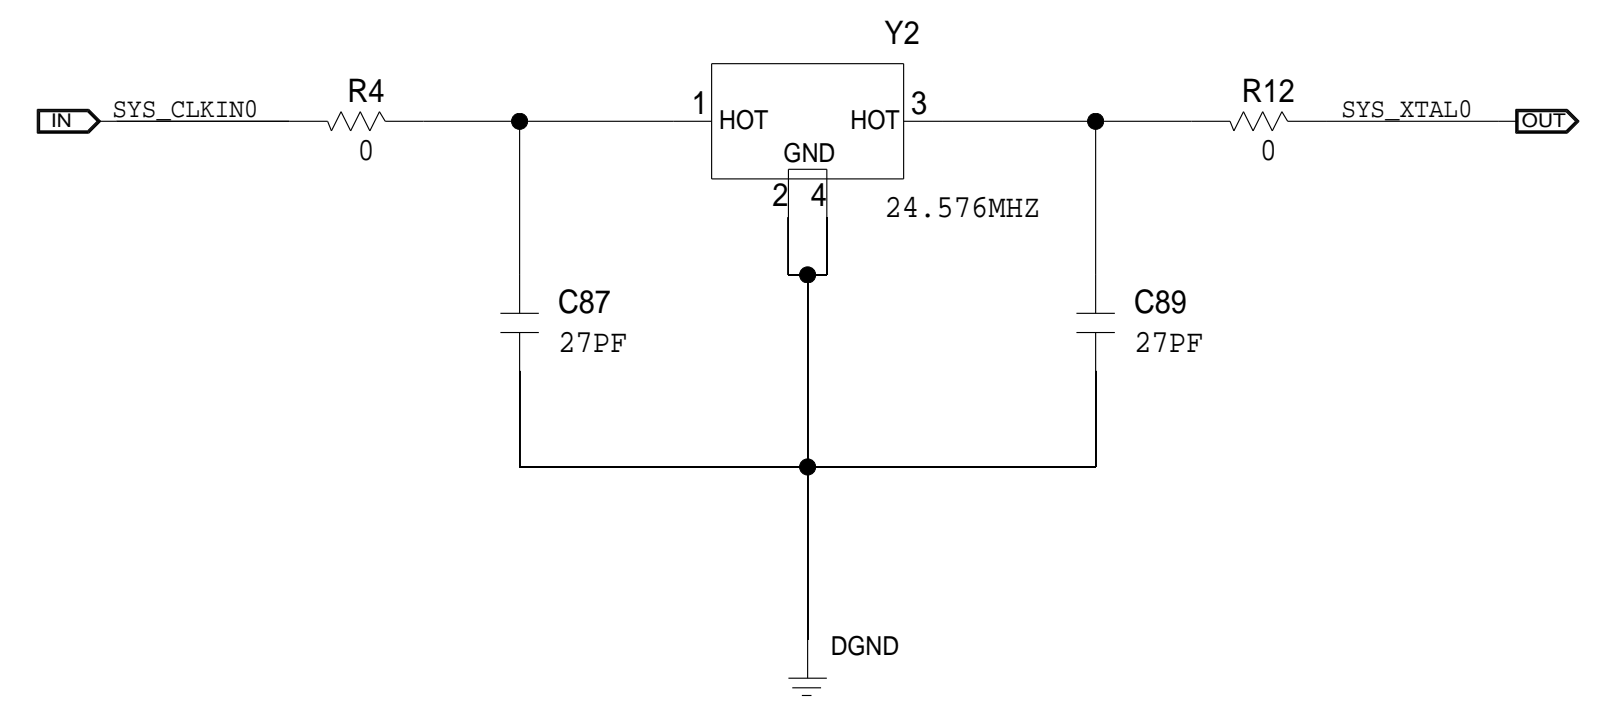 Y2
R4
R12
IN
SYS_CLKIN0
1
3
SYS_XTAL0
OUT
HOT
HOT
0
0
GND
2
4
24.576MHZ
C87
27PF
C89
27PF
DGND